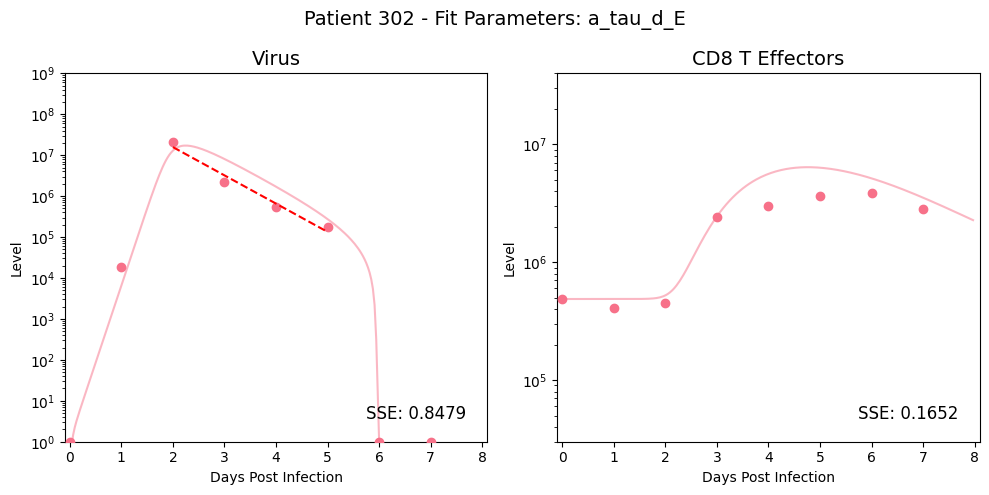 Patient 302 - Fit Parameters: a_tau_d_E
Virus
CD8 T Effectors
10⁹
10⁸
10⁷
10⁶
10⁵
10⁴
10³
10²
10¹
10⁰
Level
0 1 2 3 4 5 6 7 8
Days Post Infection
SSE: 0.8479
10⁷
10⁶
10⁵
Level
0 1 2 3 4 5 6 7 8
Days Post Infection
SSE: 0.1652